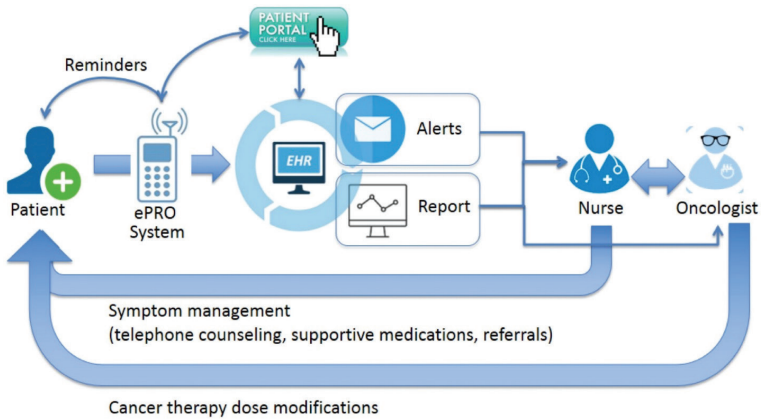 PATIENT
PORTAL
CLICK HERE
Reminders
EHR
Alerts
Report
Patient
ePRO
System
Nurse
Oncologist
Symptom management
(telephone counseling, supportive medications, referrals)
Cancer therapy dose modifications